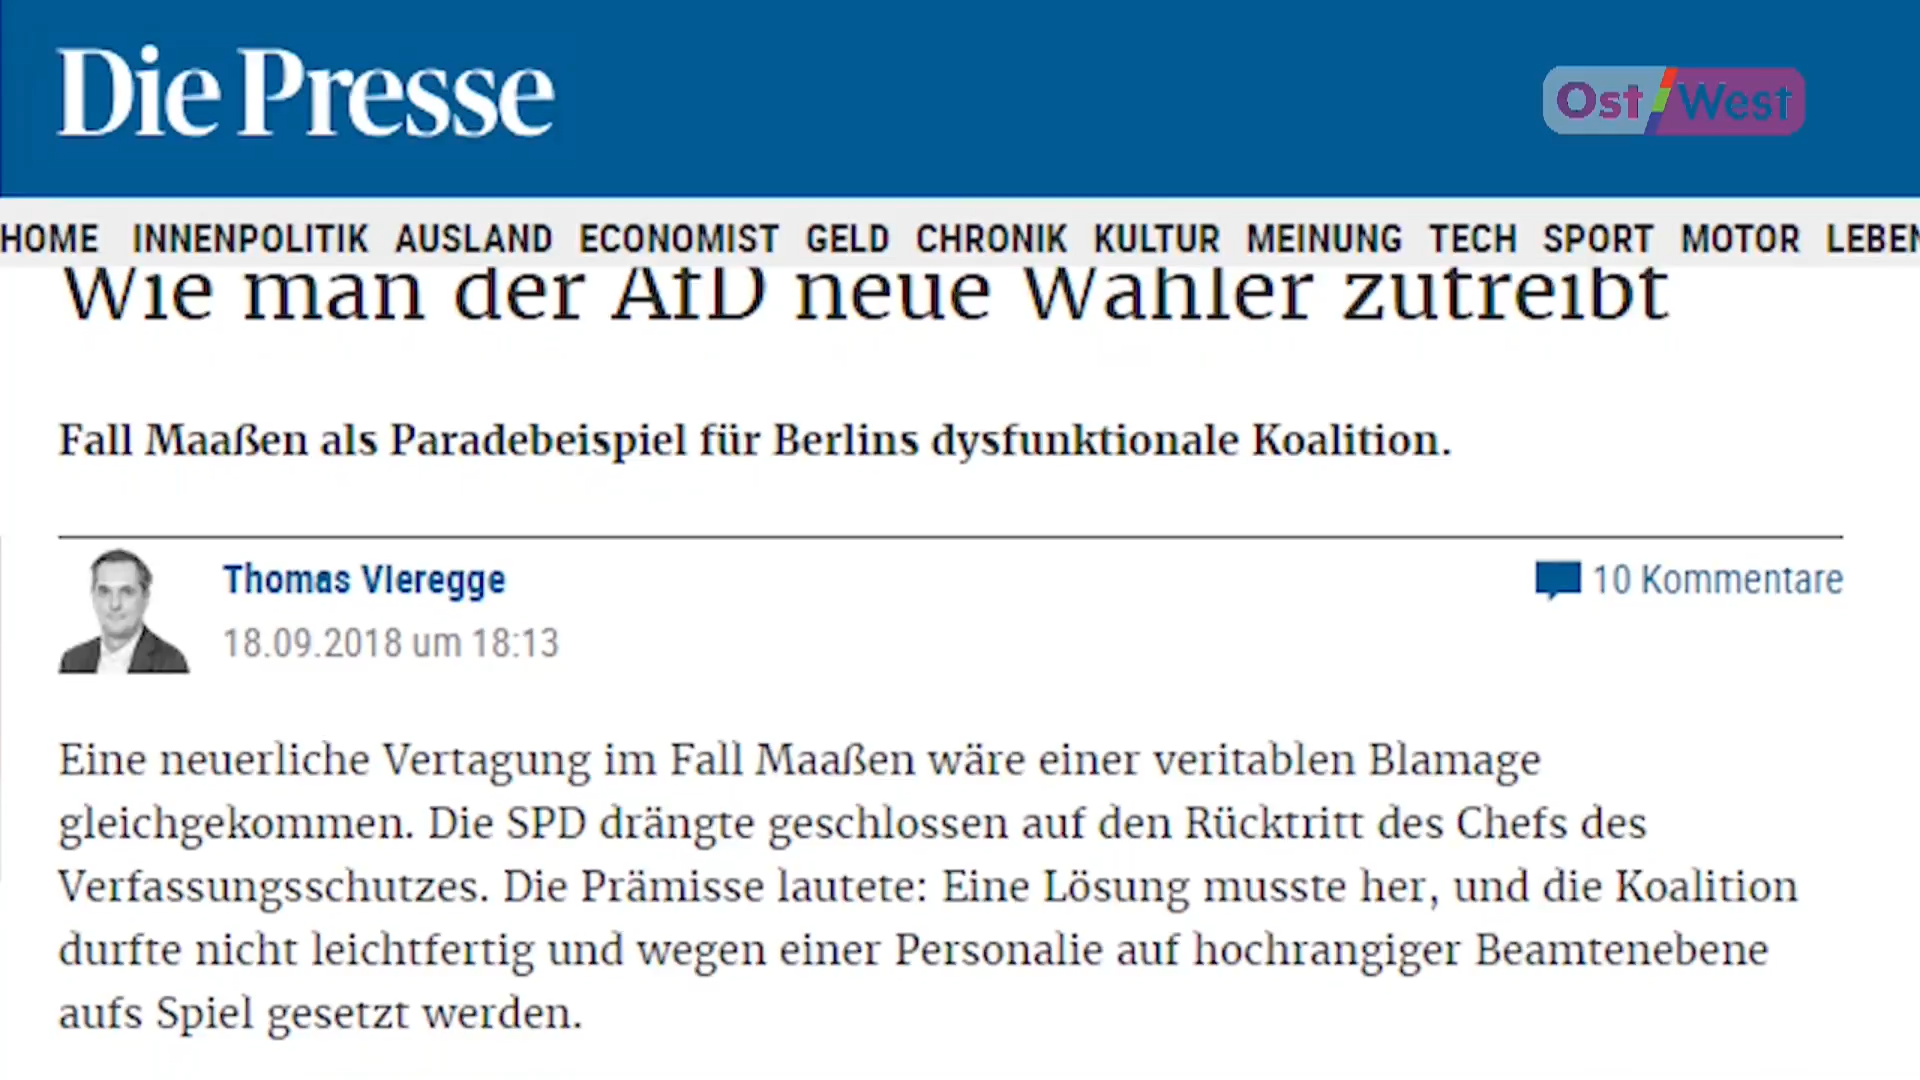 Die Presse
Ost West
HOME INNENPOLITIK AUSLAND ECONOMIST GELD CHRONIK KULTUR MEINUNG TECH SPORT MOTOR LEBEN
Wie man der AfD neue Wähler zutreibt
Fall Maaßen als Paradebeispiel für Berlins dysfunktionale Koalition.
Thomas Vieregge
10 Kommentare
18.09.2018 um 18:13
Eine neuerliche Vertagung im Fall Maaßen wäre einer veritablen Blamage
gleichgekommen. Die SPD drängte geschlossen auf den Rücktritt des Chefs des
Verfassungsschutzes. Die Prämisse lautete: Eine Lösung musste her, und die Koalition
durfte nicht leichtfertig und wegen einer Personalie auf hochrangiger Beamtenebene
aufs Spiel gesetzt werden.